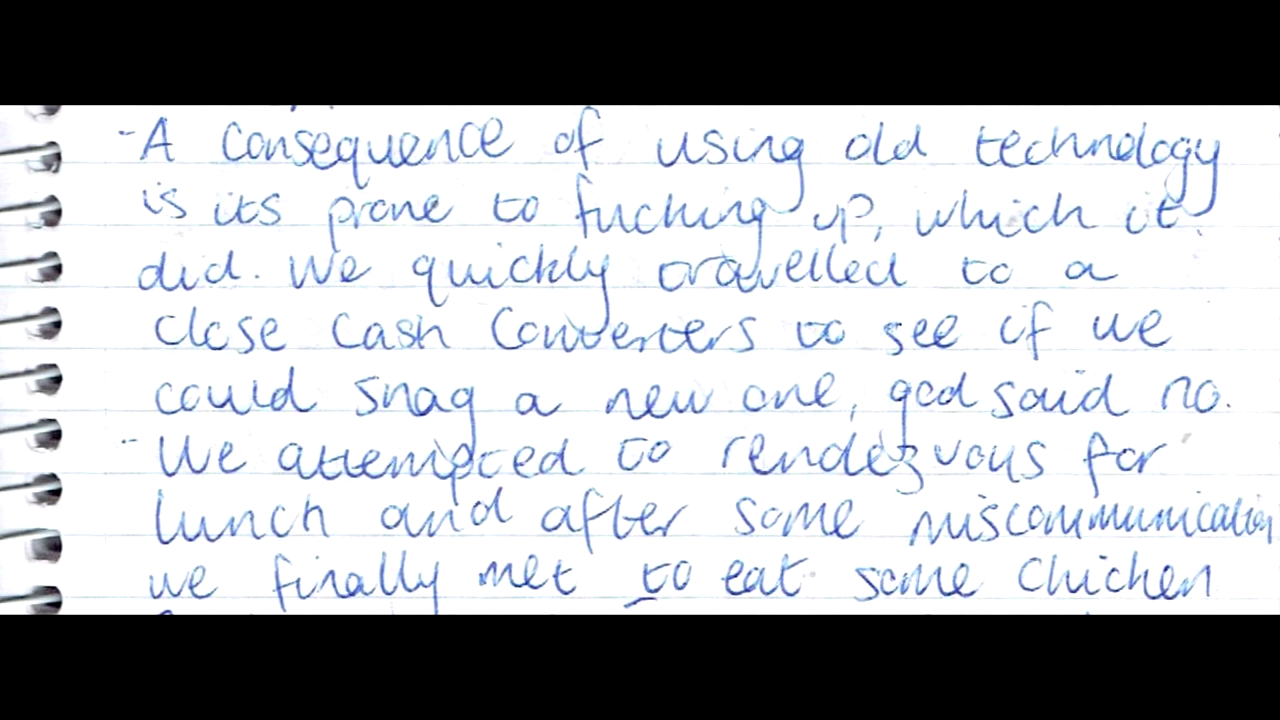 - A consequence of using old technology
is its prone to fucking up, which it
did. We quickly travelled to a
close Cash Converters to see if we
could snag a new one, god said no.
- We attempted to rendezvous for
lunch and after some miscommunication
we finally met to eat some chicken